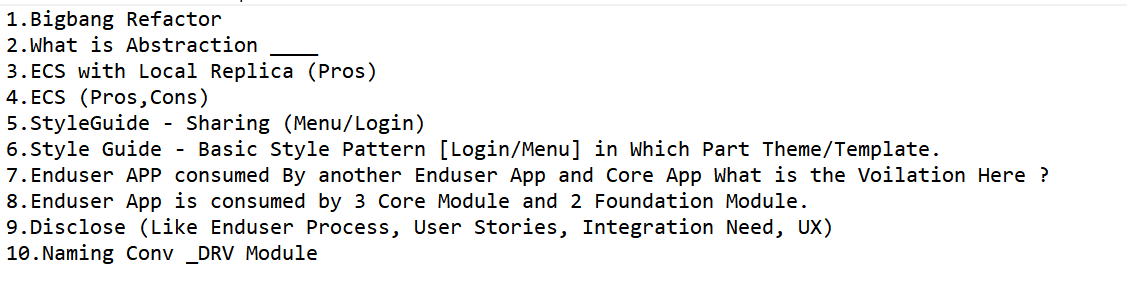 1.Bigbang Refactor
2.What is Abstraction ____
3.ECS with Local Replica (Pros)
4.ECS (Pros,Cons)
5.StyleGuide - Sharing (Menu/Login)
6.Style Guide - Basic Style Pattern [Login/Menu] in Which Part Theme/Template.
7.Enduser APP consumed By another Enduser App and Core App What is the Voilation Here ?
8.Enduser App is consumed by 3 Core Module and 2 Foundation Module.
9.Disclose (Like Enduser Process, User Stories, Integration Need, UX)
10.Naming Conv _DRV Module